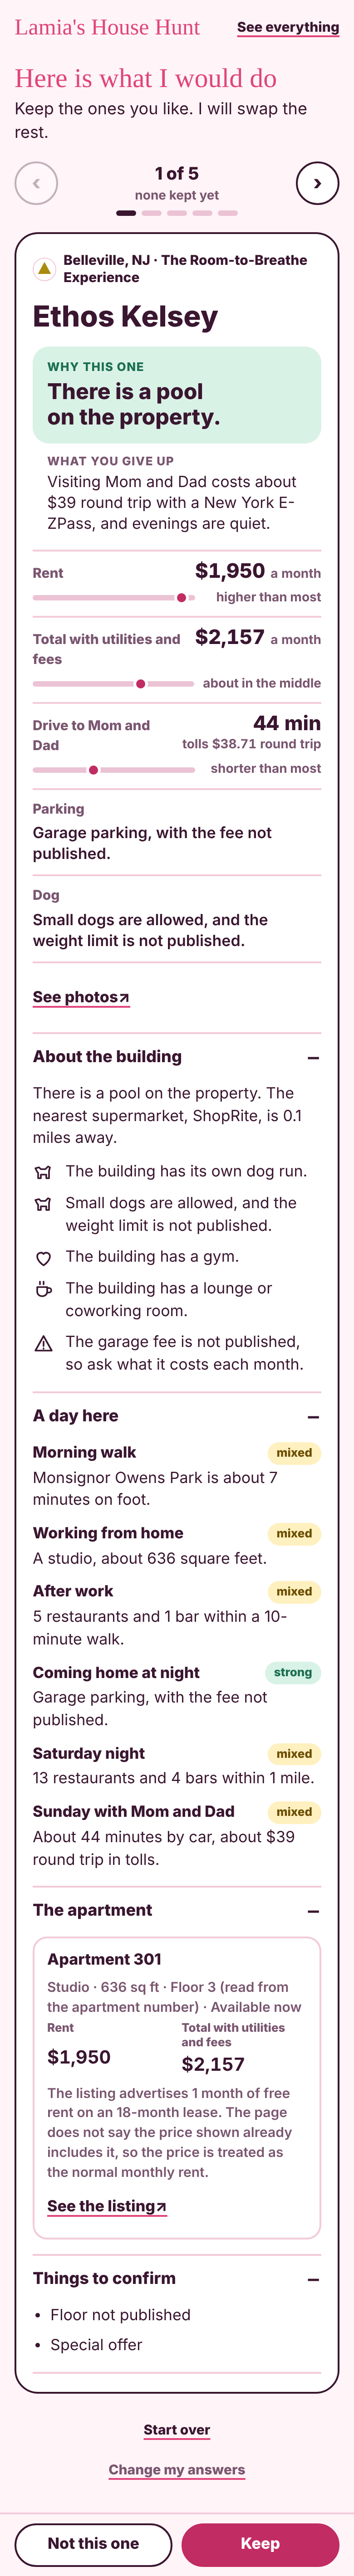 Lamia's House Hunt
See everything
Here is what I would do
Keep the ones you like. I will swap the
rest.
‹
1 of 5
none kept yet
›
Belleville, NJ · The Room-to-Breathe
Experience
Ethos Kelsey
WHY THIS ONE
There is a pool
on the property.
WHAT YOU GIVE UP
Visiting Mom and Dad costs about
$39 round trip with a New York E-
ZPass, and evenings are quiet.
Rent
$1,950 a month
higher than most
Total with utilities and
fees
$2,157 a month
about in the middle
Drive to Mom and
Dad
44 min
tolls $38.71 round trip
shorter than most
Parking
Garage parking, with the fee not
published.
Dog
Small dogs are allowed, and the
weight limit is not published.
See photos↗
About the building –
There is a pool on the property. The
nearest supermarket, ShopRite, is 0.1
miles away.
The building has its own dog run.
Small dogs are allowed, and the
weight limit is not published.
The building has a gym.
The building has a lounge or
coworking room.
The garage fee is not published,
so ask what it costs each month.
A day here –
Morning walk
mixed
Monsignor Owens Park is about 7
minutes on foot.
Working from home
mixed
A studio, about 636 square feet.
After work
mixed
5 restaurants and 1 bar within a 10-
minute walk.
Coming home at night
strong
Garage parking, with the fee not
published.
Saturday night
mixed
13 restaurants and 4 bars within 1 mile.
Sunday with Mom and Dad
mixed
About 44 minutes by car, about $39
round trip in tolls.
The apartment –
Apartment 301
Studio · 636 sq ft · Floor 3 (read from
the apartment number) · Available now
Rent
$1,950
Total with utilities
and fees
$2,157
The listing advertises 1 month of free
rent on an 18-month lease. The page
does not say the price shown already
includes it, so the price is treated as
the normal monthly rent.
See the listing↗
Things to confirm –
• Floor not published
• Special offer
Start over
Change my answers
Not this one
Keep